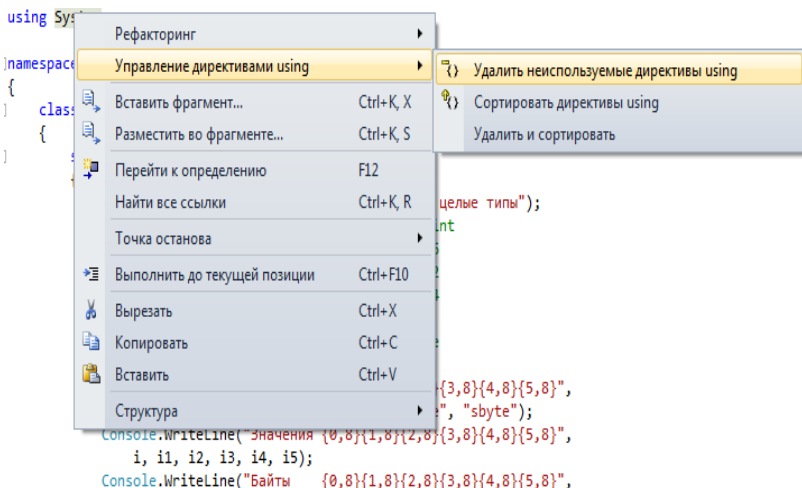 using
Рефакторинг
namespace
Управление директивами using
Удалить неиспользуемые директивы using
{
Вставить фрагмент... Ctrl+K, X
Сортировать директивы using
class
{
Разместить во фрагменте... Ctrl+K, S
Удалить и сортировать
Перейти к определению F12
Найти все ссылки Ctrl+K, R
целые типы");
Точка останова
Выполнить до текущей позиции Ctrl+F10
Вырезать Ctrl+X
Копировать Ctrl+C
Вставить Ctrl+V
{3,8}{4,8}{5,8}",
Структура
", "sbyte");
Console.WriteLine("Значения {0,8}{1,8}{2,8}{3,8}{4,8}{5,8}",
i, i1, i2, i3, i4, i5);
Console.WriteLine("Байты {0,8}{1,8}{2,8}{3,8}{4,8}{5,8}",